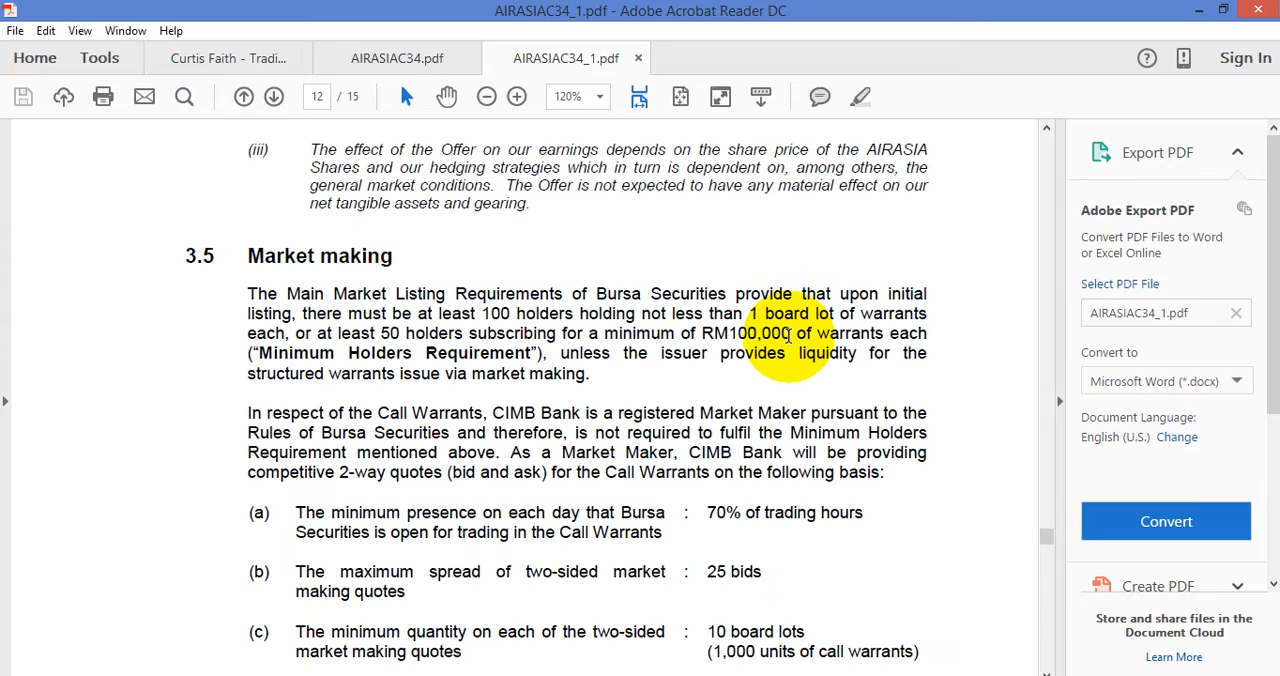 AIRASIAC34_1.pdf - Adobe Acrobat Reader DC
File Edit View Window Help
Home Tools Curtis Faith - Tradi... AIRASIAC34.pdf AIRASIAC34_1.pdf × Sign In
12 / 15 120%
(iii) The effect of the Offer on our earnings depends on the share price of the AIRASIA
Shares and our hedging strategies which in turn is dependent on, among others, the
general market conditions. The Offer is not expected to have any material effect on our
net tangible assets and gearing.
3.5 Market making
The Main Market Listing Requirements of Bursa Securities provide that upon initial
listing, there must be at least 100 holders holding not less than 1 board lot of warrants
each, or at least 50 holders subscribing for a minimum of RM100,000 of warrants each
("Minimum Holders Requirement"), unless the issuer provides liquidity for the
structured warrants issue via market making.
In respect of the Call Warrants, CIMB Bank is a registered Market Maker pursuant to the
Rules of Bursa Securities and therefore, is not required to fulfil the Minimum Holders
Requirement mentioned above. As a Market Maker, CIMB Bank will be providing
competitive 2-way quotes (bid and ask) for the Call Warrants on the following basis:
(a) The minimum presence on each day that Bursa : 70% of trading hours
Securities is open for trading in the Call Warrants
(b) The maximum spread of two-sided market : 25 bids
making quotes
(c) The minimum quantity on each of the two-sided : 10 board lots
market making quotes (1,000 units of call warrants)
Export PDF
Adobe Export PDF
Convert PDF Files to Word
or Excel Online
Select PDF File
AIRASIAC34_1.pdf
Convert to
Microsoft Word (*.docx)
Document Language:
English (U.S.) Change
Convert
Create PDF
Store and share files in the
Document Cloud
Learn More